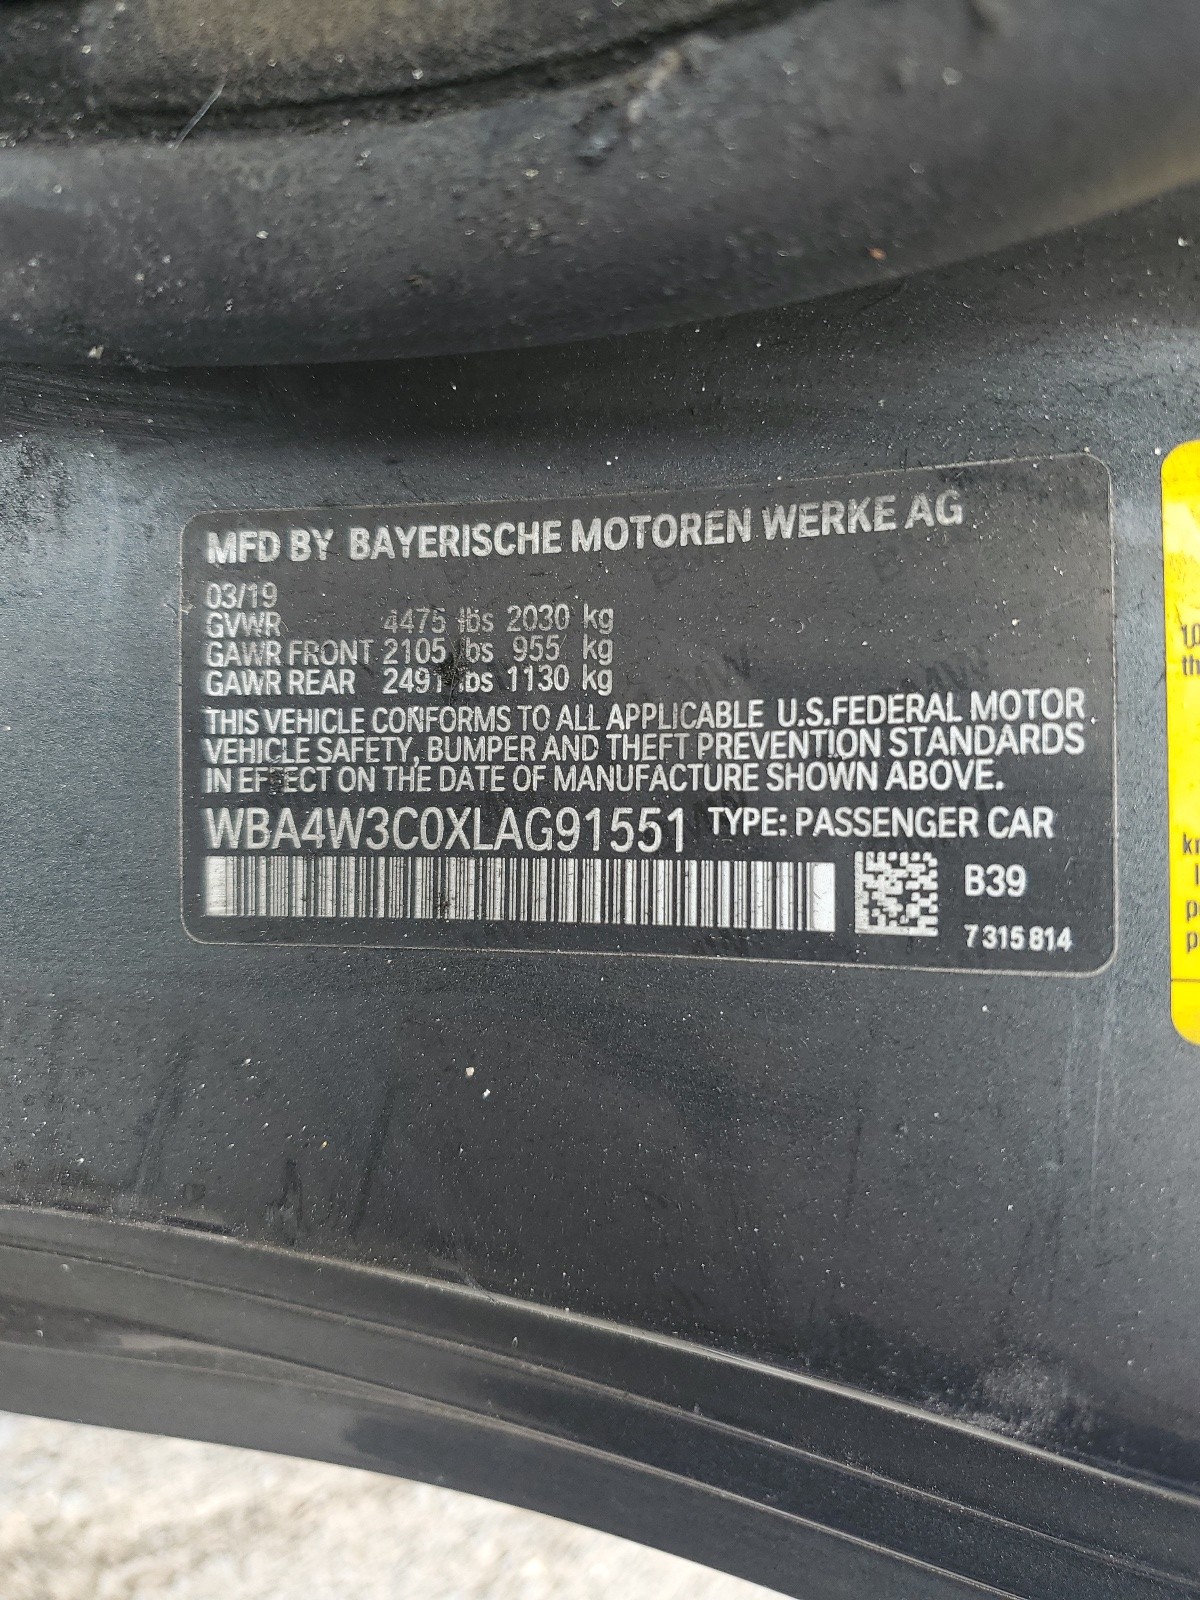 MFD BY BAYERISCHE MOTOREN WERKE AG
03/19
GVWR 4475 lbs 2030 kg
GAWR FRONT 2105 lbs 955 kg
GAWR REAR 2491 lbs 1130 kg
THIS VEHICLE CONFORMS TO ALL APPLICABLE U.S.FEDERAL MOTOR
VEHICLE SAFETY, BUMPER AND THEFT PREVENTION STANDARDS
IN EFFECT ON THE DATE OF MANUFACTURE SHOWN ABOVE.
WBA4W3C0XLAG91551 TYPE: PASSENGER CAR
B39
7 315 814